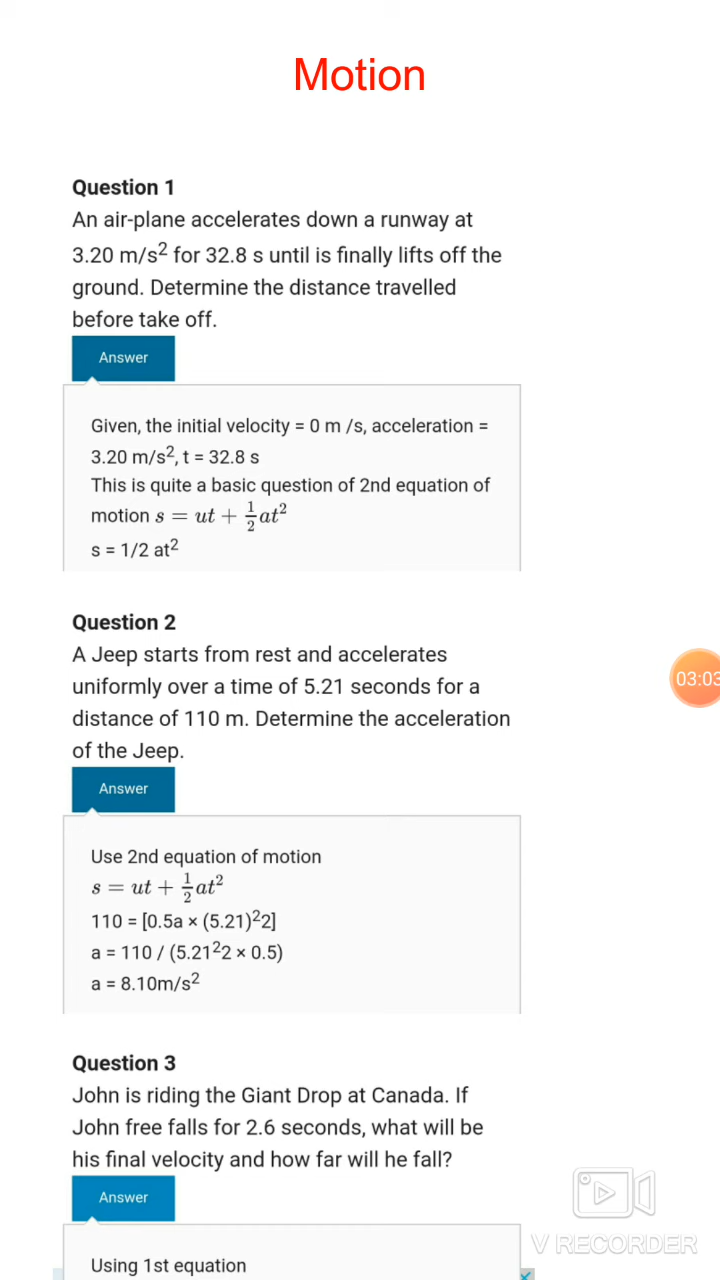 Motion
Question 1
An air-plane accelerates down a runway at
3.20 m/s² for 32.8 s until is finally lifts off the
ground. Determine the distance travelled
before take off.
Answer
Given, the initial velocity = 0 m /s, acceleration =
3.20 m/s², t = 32.8 s
This is quite a basic question of 2nd equation of
motion s = ut + ½at²
s = 1/2 at²
Question 2
A Jeep starts from rest and accelerates
uniformly over a time of 5.21 seconds for a
distance of 110 m. Determine the acceleration
of the Jeep.
Answer
Use 2nd equation of motion
s = ut + ½at²
110 = [0.5a × (5.21)²2]
a = 110 / (5.21²2 × 0.5)
a = 8.10m/s²
03:03
Question 3
John is riding the Giant Drop at Canada. If
John free falls for 2.6 seconds, what will be
his final velocity and how far will he fall?
Answer
Using 1st equation
V RECORDER